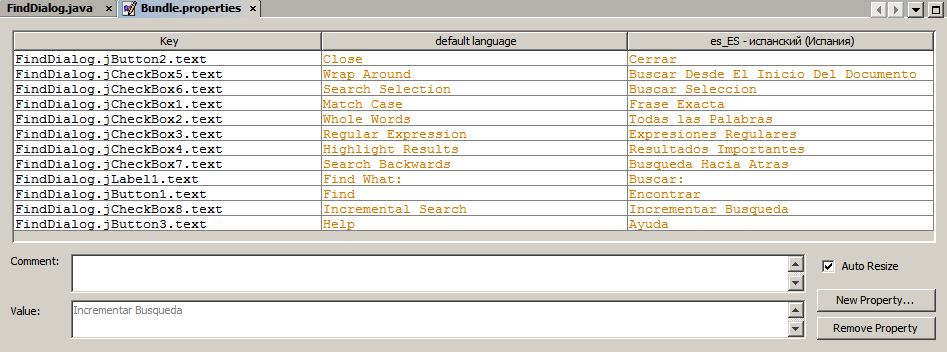 FindDialog.java Bundle.properties
Key default language es_ES - испанский (Испания)
FindDialog.jButton2.text Close Cerrar
FindDialog.jCheckBox5.text Wrap Around Buscar Desde El Inicio Del Documento
FindDialog.jCheckBox6.text Search Selection Buscar Seleccion
FindDialog.jCheckBox1.text Match Case Frase Exacta
FindDialog.jCheckBox2.text Whole Words Todas las Palabras
FindDialog.jCheckBox3.text Regular Expression Expresiones Regulares
FindDialog.jCheckBox4.text Highlight Results Resultados Importantes
FindDialog.jCheckBox7.text Search Backwards Busqueda Hacia Atras
FindDialog.jLabel1.text Find What: Buscar:
FindDialog.jButton1.text Find Encontrar
FindDialog.jCheckBox8.text Incremental Search Incrementar Busqueda
FindDialog.jButton3.text Help Ayuda
Comment: Auto Resize
New Property...
Value: Incrementar Busqueda
Remove Property